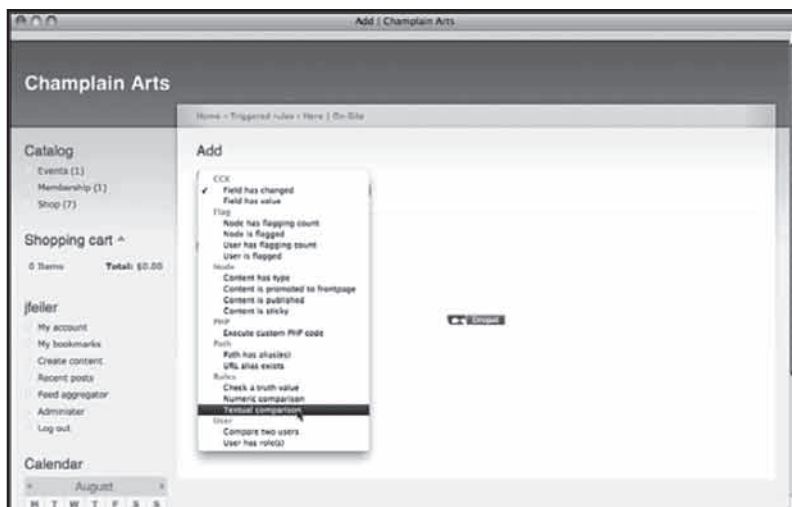 Add | Champlain Arts
Champlain Arts
Home » Triggered rules » Here | On-Site
Catalog
Events (1)
Membership (1)
Shop (7)
Shopping cart ^
0 Items Total: $0.00
jfeiler
My account
My bookmarks
Create content
Recent posts
Feed aggregator
Administer
Log out
Calendar
« August »
M T W T F S S
Add
CCK
✓ Field has changed
Field has value
Flag
Node has flagging count
Node is flagged
User has flagging count
User is flagged
Node
Content has type
Content is promoted to frontpage
Content is published
Content is sticky
PHP
Execute custom PHP code
Path
Path has alias(es)
URL alias exists
Rules
Check a truth value
Numeric comparison
Textual comparison
User
Compare two users
User has role(s)
Drupal